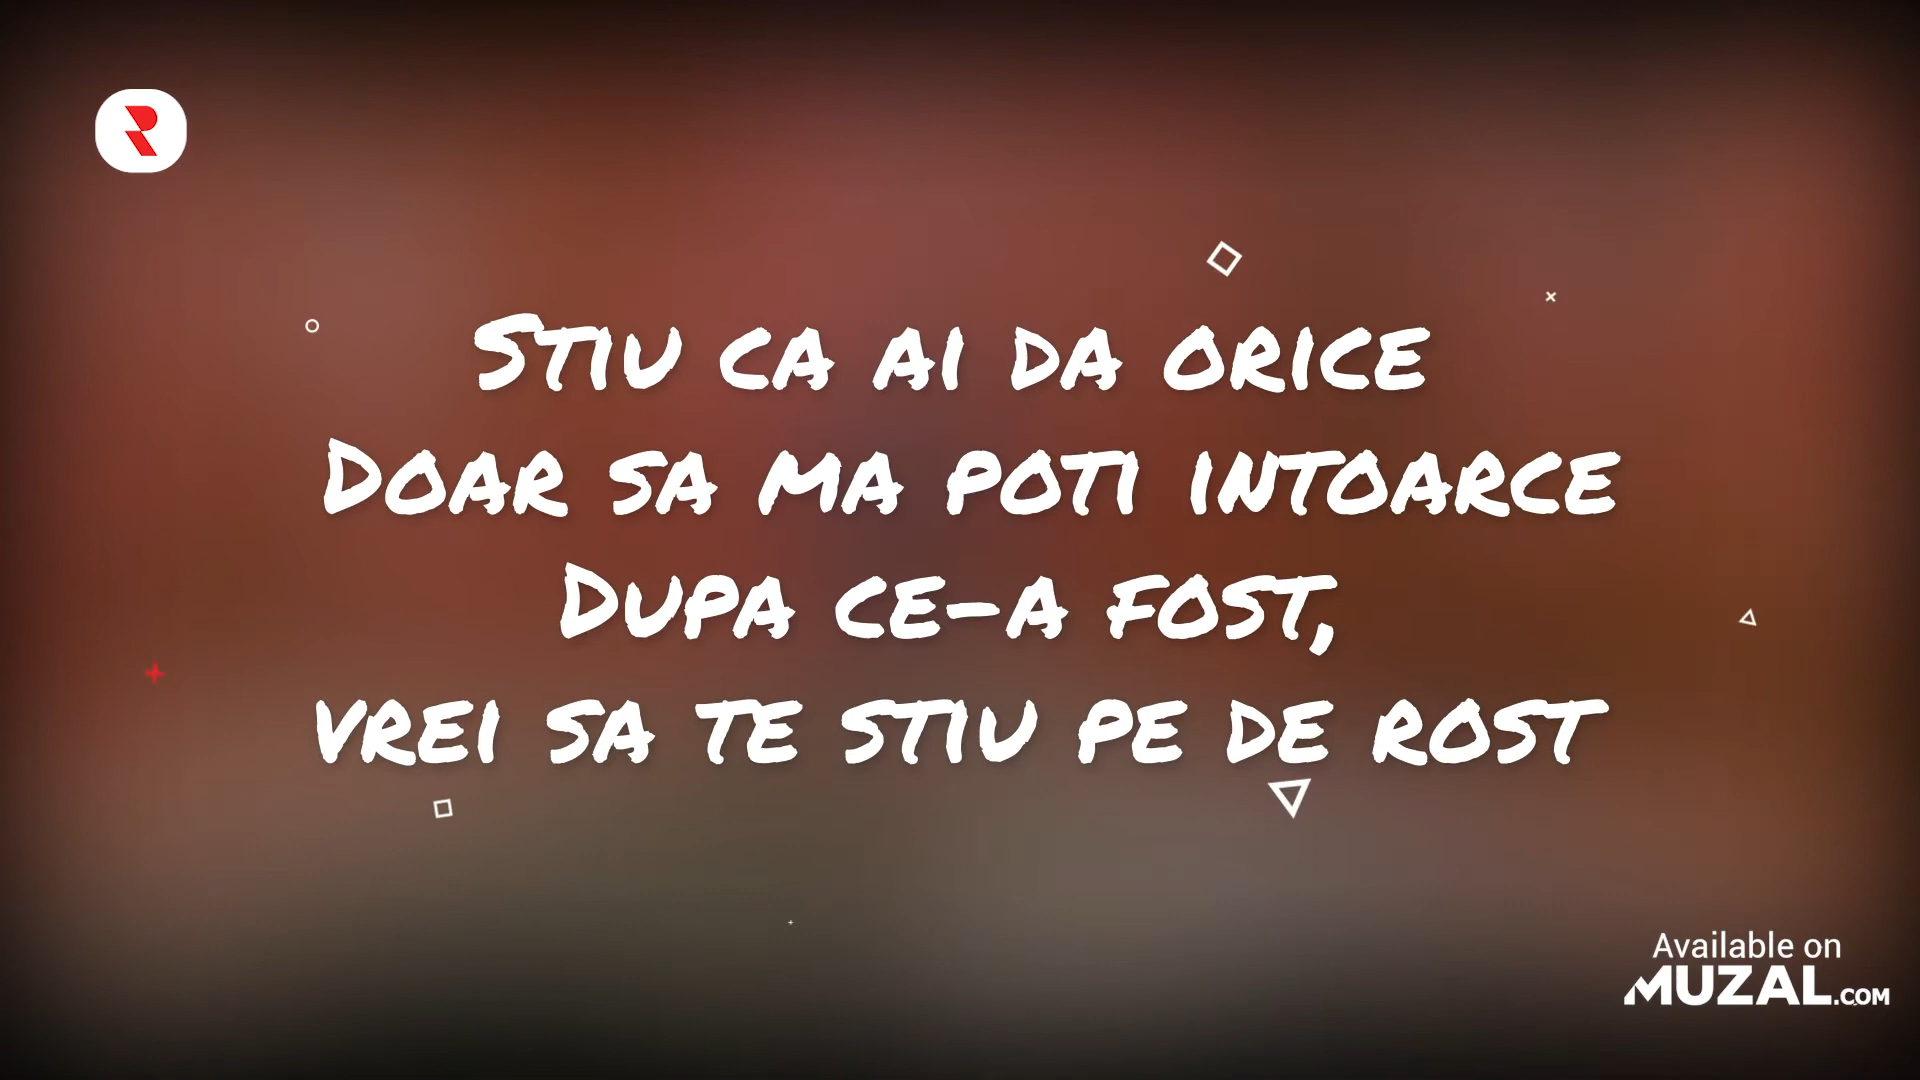 Stiu ca ai da orice
Doar sa ma poti intoarce
Dupa ce-a fost,
vrei sa te stiu pe de rost
Available on
MUZAL.COM